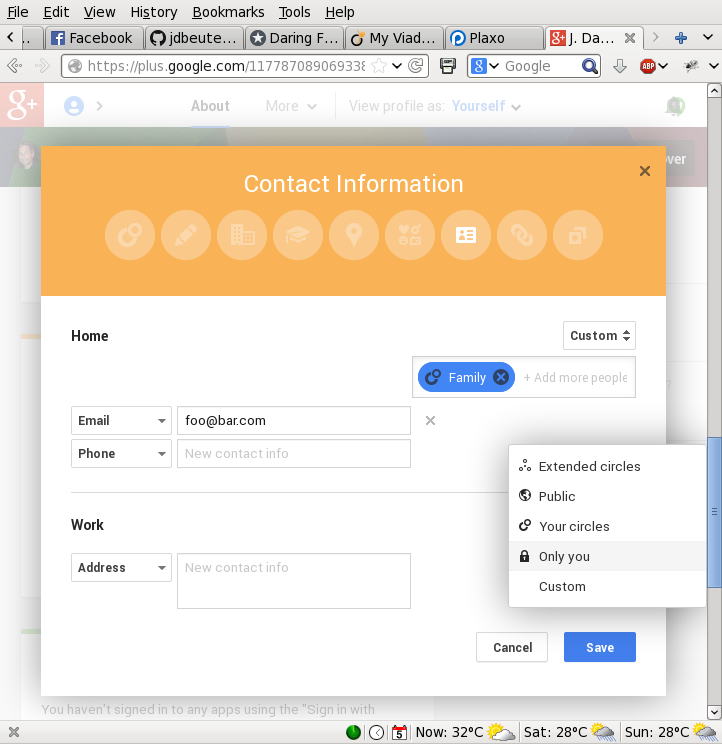 File Edit View History Bookmarks Tools Help
... Facebook jdbeute... Daring F... My Viad... Plaxo J. Da...
https://plus.google.com/11778708906933 Google ABP
g+ About More View profile as: Yourself
over
Contact Information
Home Custom
Family + Add more people
Email foo@bar.com
Phone New contact info
Extended circles
Public
Work Your circles
Only you
Address New contact info
Custom
Cancel Save
You haven't signed in to any apps using the "Sign in with
5 Now: 32°C Sat: 28°C Sun: 28°C